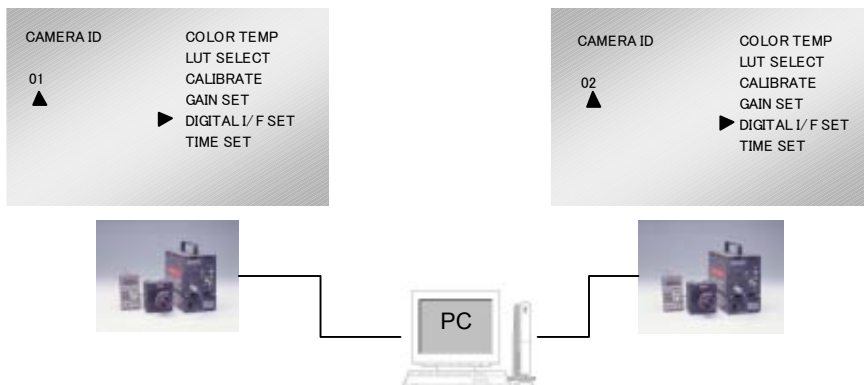 CAMERA ID
01
COLOR TEMP
LUT SELECT
CALIBRATE
GAIN SET
DIGITAL I/F SET
TIME SET
CAMERA ID
02
COLOR TEMP
LUT SELECT
CALIBRATE
GAIN SET
DIGITAL I/F SET
TIME SET
PC